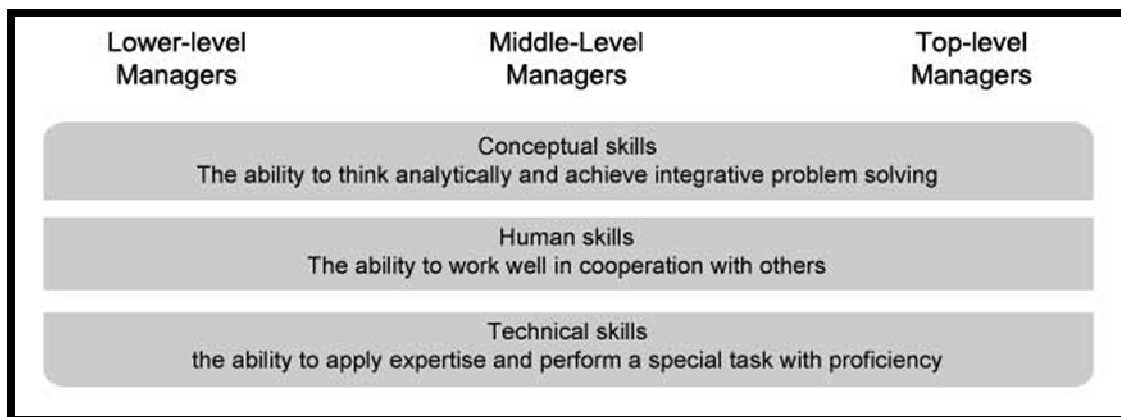 Lower-level Managers
Middle-Level Managers
Top-level Managers
Conceptual skills
The ability to think analytically and achieve integrative problem solving
Human skills
The ability to work well in cooperation with others
Technical skills
the ability to apply expertise and perform a special task with proficiency